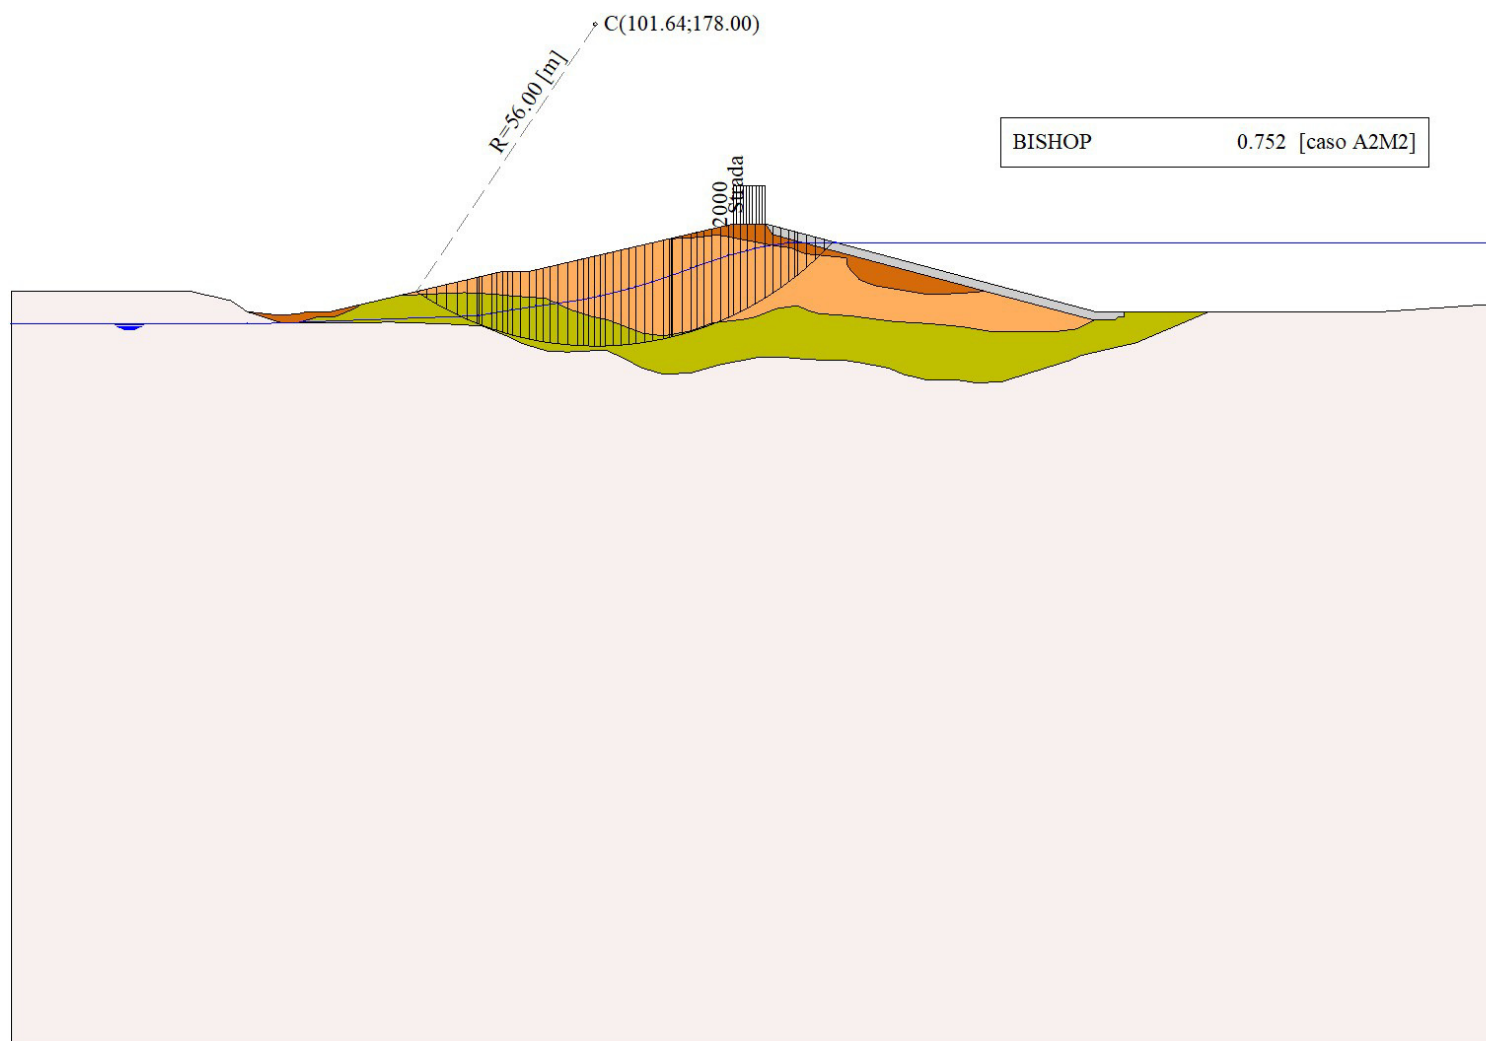 C(101.64;178.00)
R=56.00 [m]
BISHOP 0.752 [caso A2M2]
2000
Strada